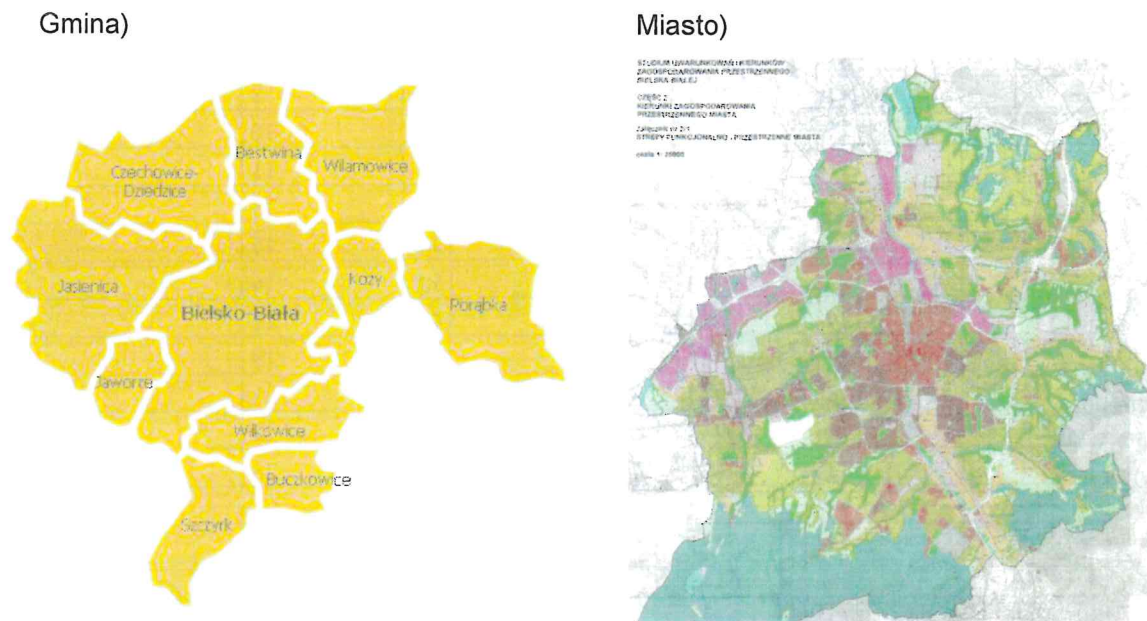 Gmina)
Miasto)
STUDIUM UWARUNKOWAŃ I KIERUNKÓW
ZAGOSPODAROWANIA PRZESTRZENNEGO
BIELSKA-BIAŁEJ
CZĘŚĆ 2
KIERUNKI ZAGOSPODAROWANIA
PRZESTRZENNEGO MIASTA
STREFY FUNKCJONALNO - PRZESTRZENNE MIASTA
Bestwina
Czechowice-
Dziedzice
Wilamowice
Jasienica
Kozy
Bielsko-Biała
Porąbka
Jaworze
Wilkowice
Buczkowice
Szczyrk